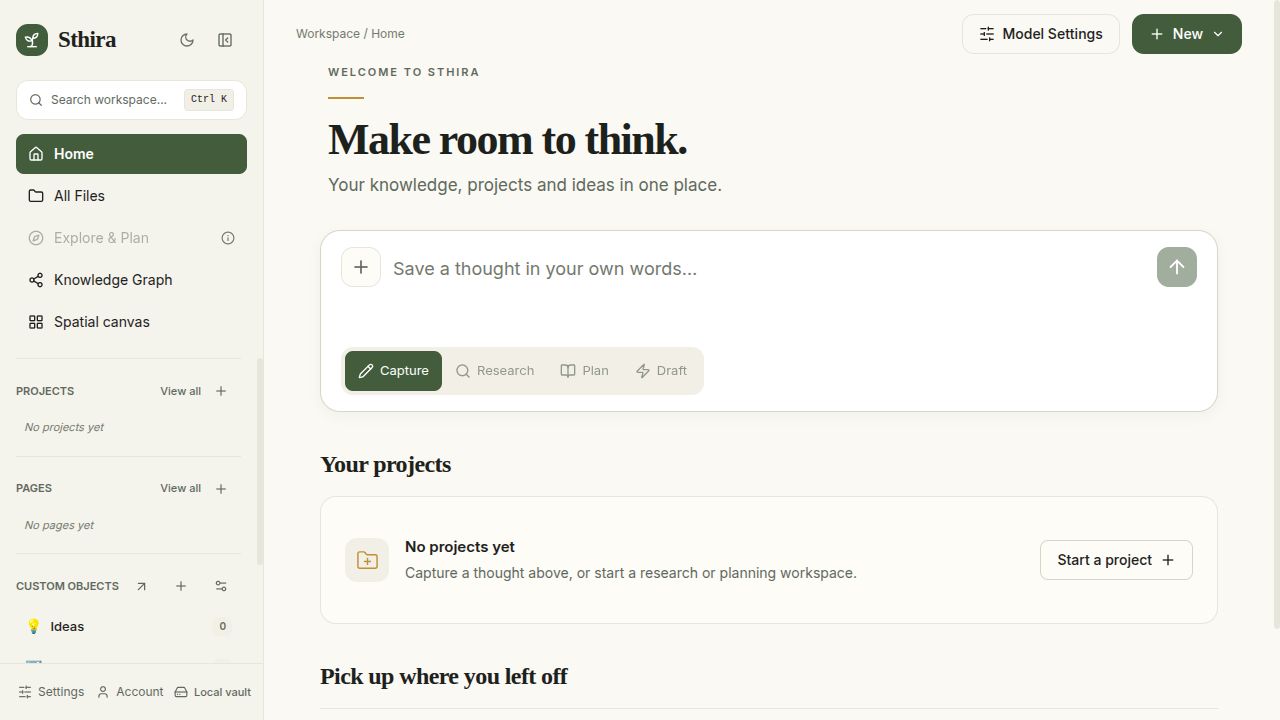 Sthira
Search workspace...
Ctrl K
Home
All Files
Explore & Plan
Knowledge Graph
Spatial canvas
PROJECTS
View all
No projects yet
PAGES
View all
No pages yet
CUSTOM OBJECTS
Ideas
0
Settings
Account
Local vault
Workspace / Home
Model Settings
New
WELCOME TO STHIRA
Make room to think.
Your knowledge, projects and ideas in one place.
Save a thought in your own words...
Capture
Research
Plan
Draft
Your projects
No projects yet
Capture a thought above, or start a research or planning workspace.
Start a project
Pick up where you left off